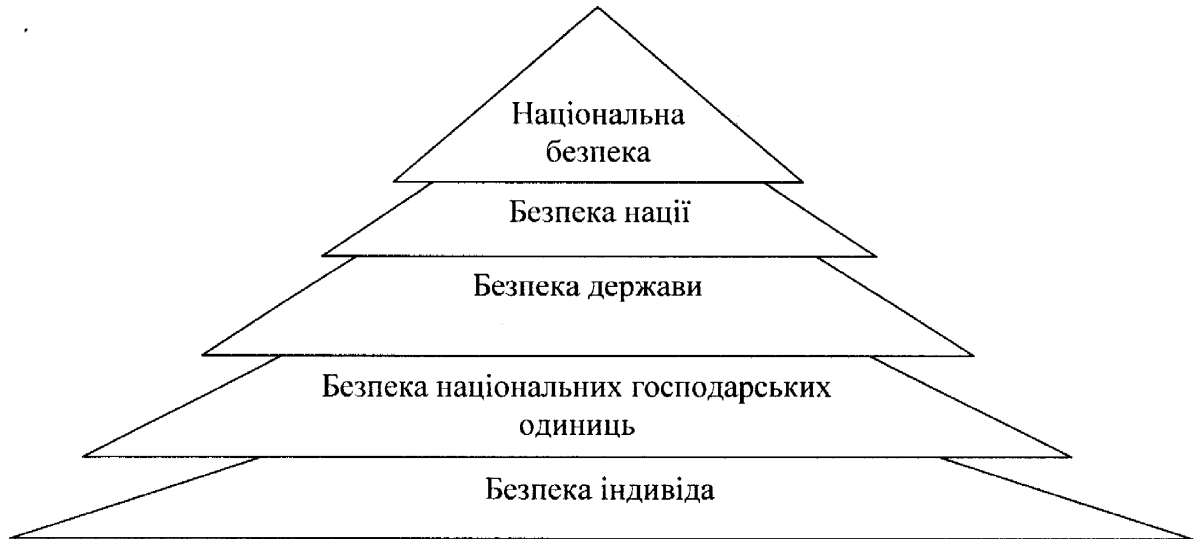 Національна
безпека
Безпека нації
Безпека держави
Безпека національних господарських
одиниць
Безпека індивіда